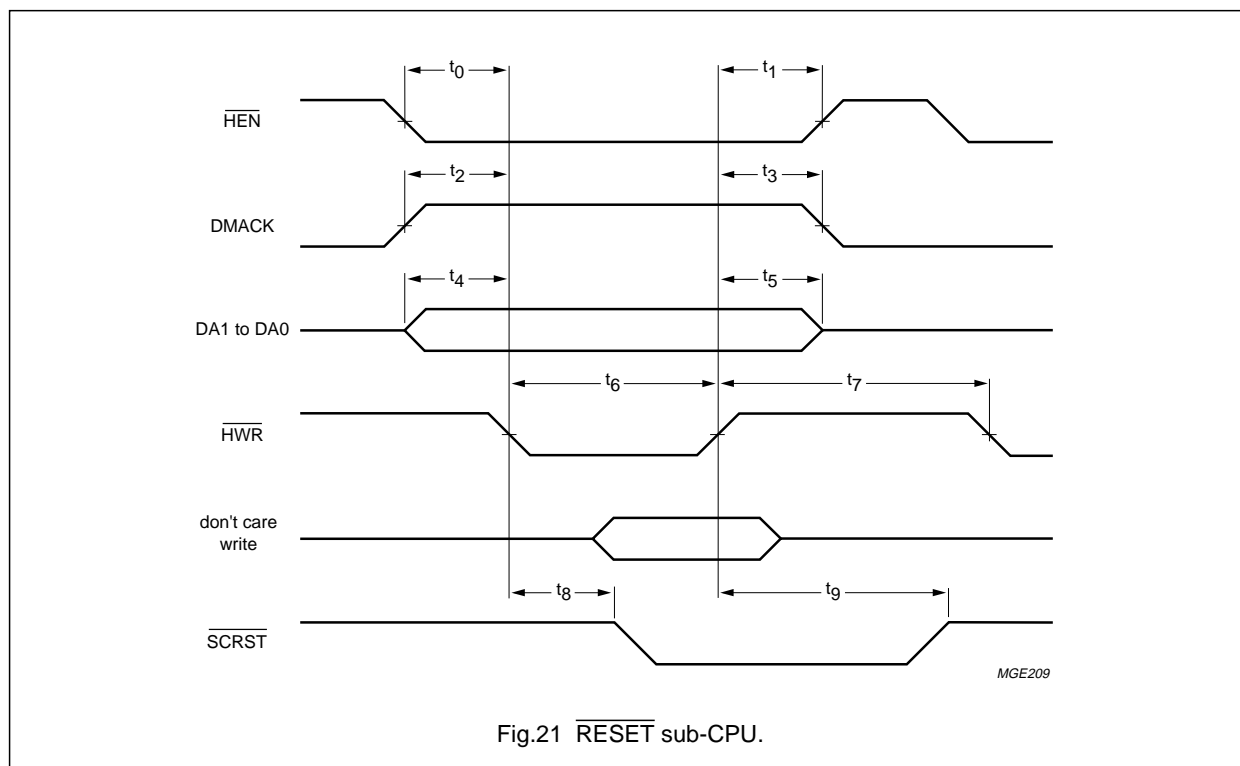 t0
t1
HEN
t2
t3
DMACK
t4
t5
DA1 to DA0
t6
t7
HWR
don't care
write
t8
t9
SCRST
MGE209
Fig.21 RESET sub-CPU.